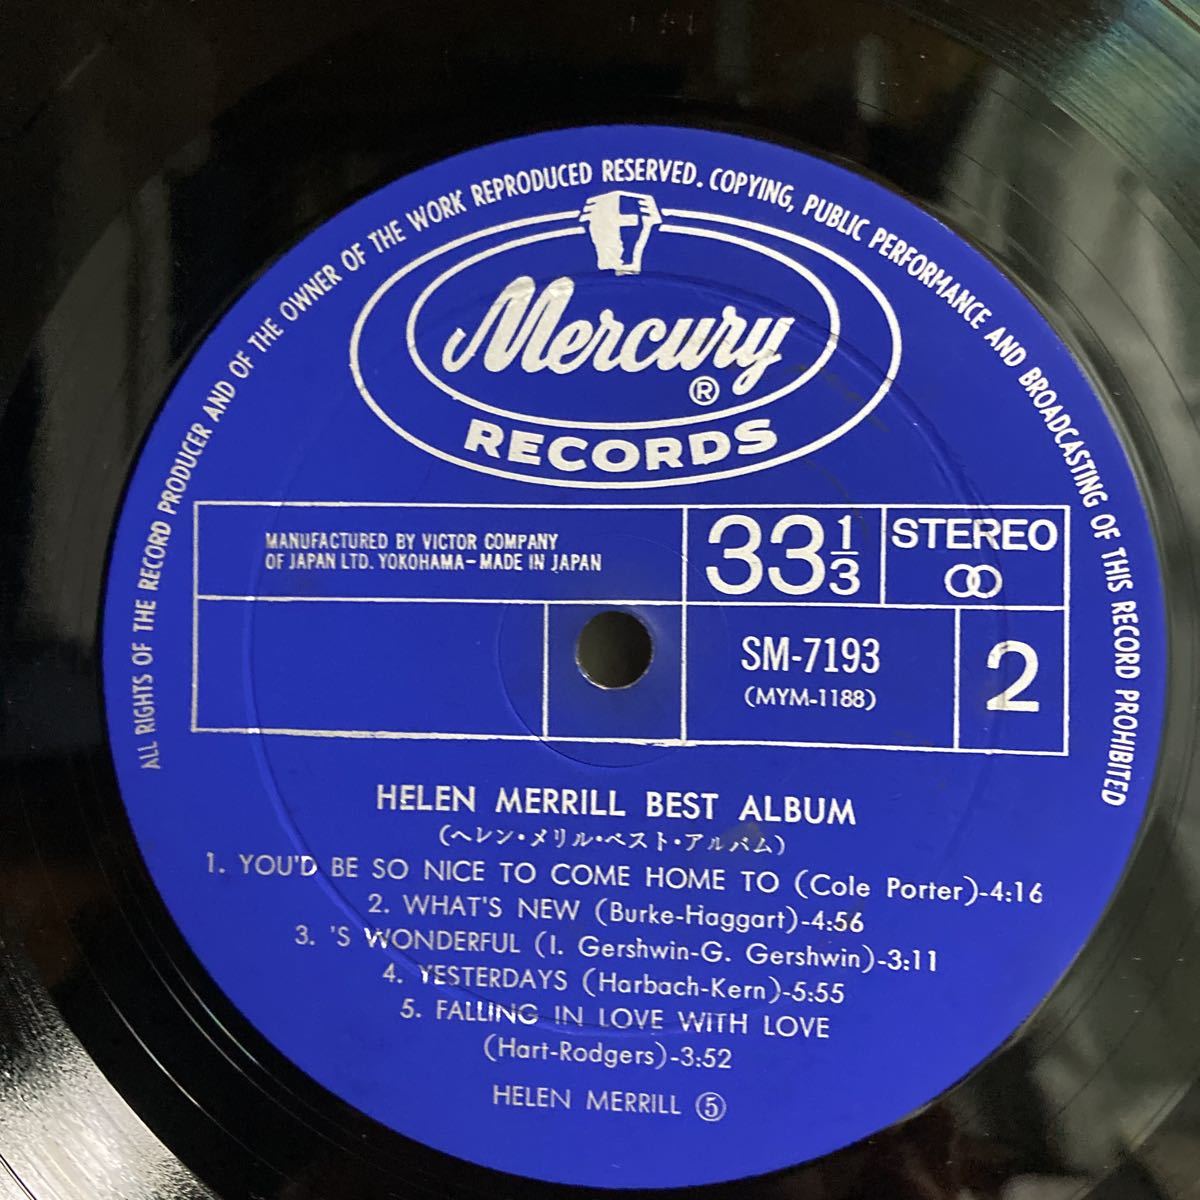 ALL RIGHTS OF THE RECORD PRODUCER AND OF THE OWNER OF THE WORK REPRODUCED RESERVED. COPYING, PUBLIC PERFORMANCE AND BROADCASTING OF THIS RECORD PROHIBITED
Mercury
®
RECORDS
MANUFACTURED BY VICTOR COMPANY
OF JAPAN LTD. YOKOHAMA-MADE IN JAPAN
33 1/3
STEREO
SM-7193
(MYM-1188)
2
HELEN MERRILL BEST ALBUM
(ヘレン・メリル・ベスト・アルバム)
1. YOU'D BE SO NICE TO COME HOME TO (Cole Porter)-4:16
2. WHAT'S NEW (Burke-Haggart)-4:56
3. 'S WONDERFUL (I. Gershwin-G. Gershwin)-3:11
4. YESTERDAYS (Harbach-Kern)-5:55
5. FALLING IN LOVE WITH LOVE
(Hart-Rodgers)-3:52
HELEN MERRILL ⑤